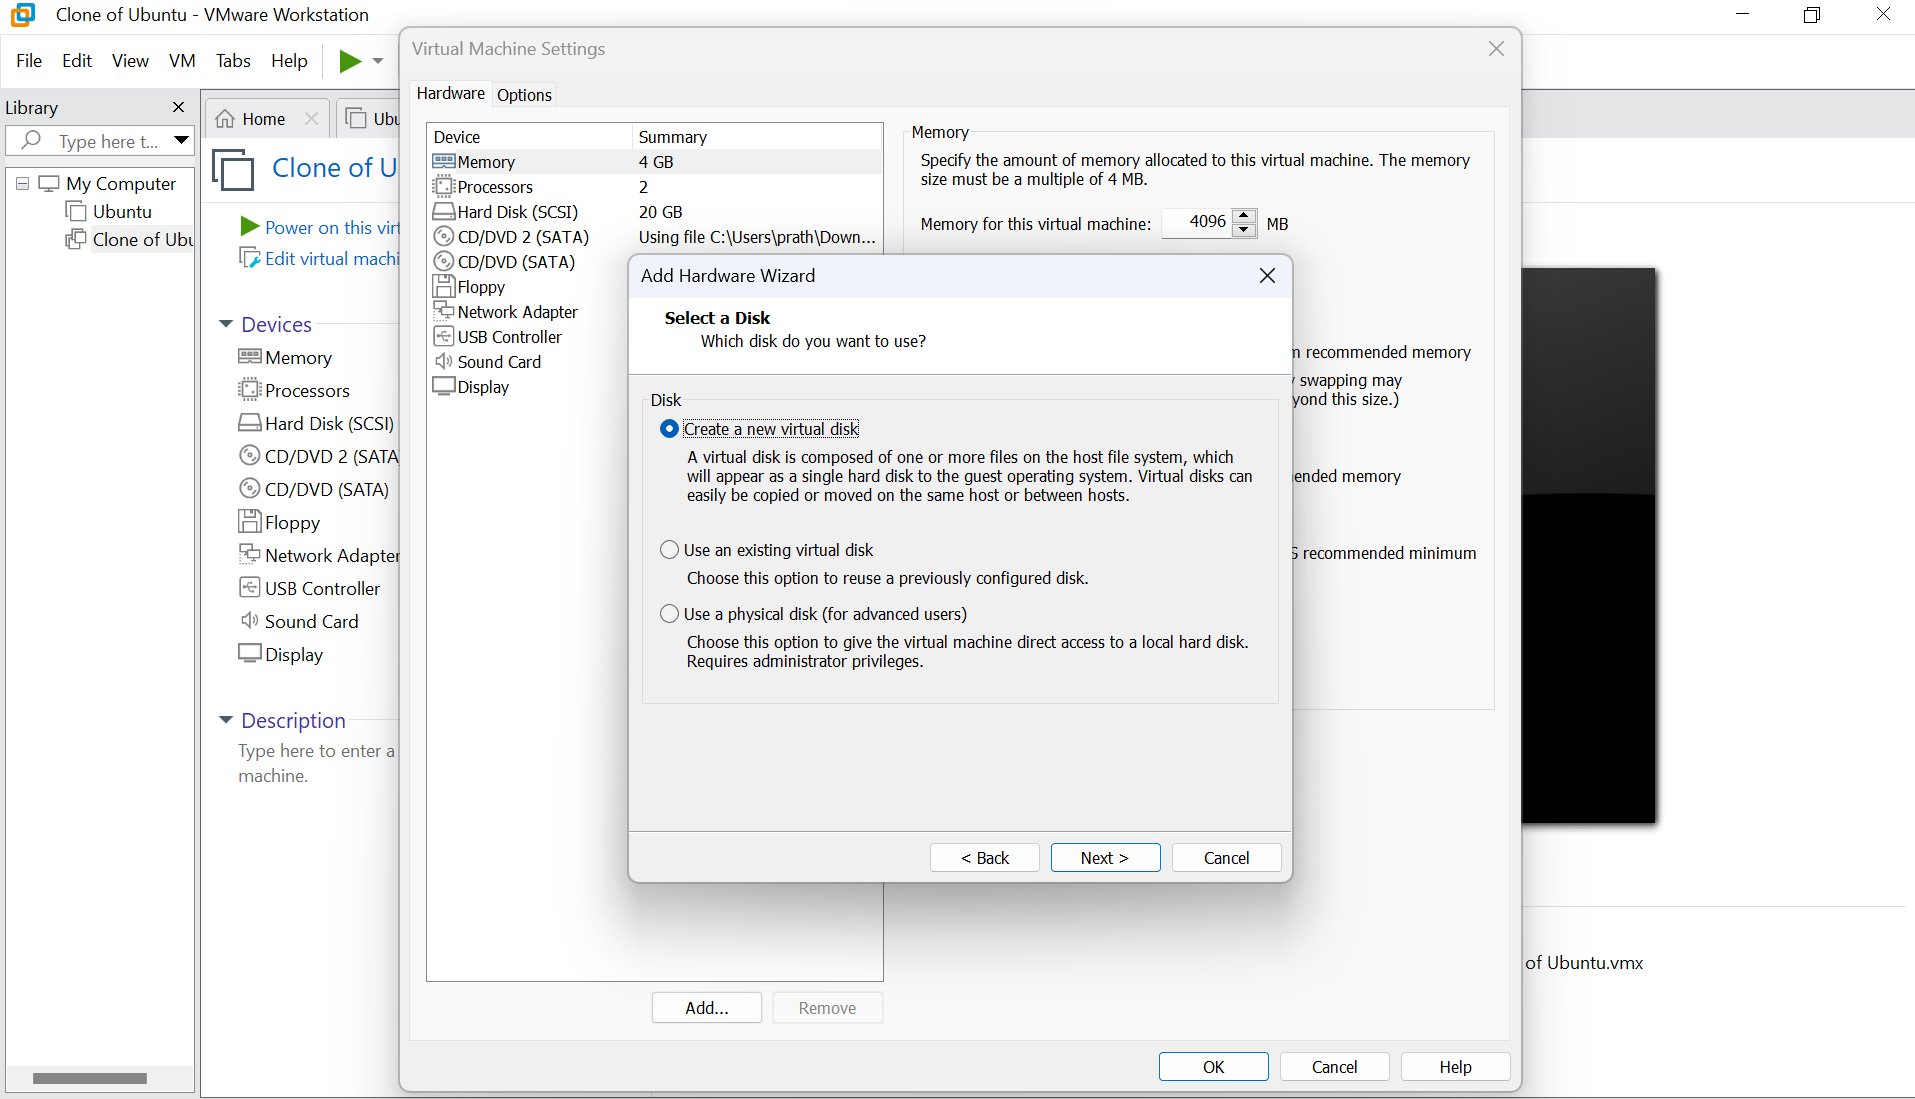 Clone of Ubuntu - VMware Workstation
File Edit View VM Tabs Help
Library
Type here t...
My Computer
Ubuntu
Clone of Ubu
Home
Ubu
Clone of U
Power on this virt
Edit virtual machi
Devices
Memory
Processors
Hard Disk (SCSI)
CD/DVD 2 (SATA
CD/DVD (SATA)
Floppy
Network Adapter
USB Controller
Sound Card
Display
Description
Type here to enter a
machine.
Virtual Machine Settings
Hardware Options
Device Summary
Memory 4 GB
Processors 2
Hard Disk (SCSI) 20 GB
CD/DVD 2 (SATA) Using file C:\Users\prath\Down...
CD/DVD (SATA)
Floppy
Network Adapter
USB Controller
Sound Card
Display
Add... Remove
Memory
Specify the amount of memory allocated to this virtual machine. The memory
size must be a multiple of 4 MB.
Memory for this virtual machine: 4096 MB
recommended memory
swapping may
yond this size.)
ended memory
recommended minimum
Add Hardware Wizard
Select a Disk
Which disk do you want to use?
Disk
Create a new virtual disk
A virtual disk is composed of one or more files on the host file system, which
will appear as a single hard disk to the guest operating system. Virtual disks can
easily be copied or moved on the same host or between hosts.
Use an existing virtual disk
Choose this option to reuse a previously configured disk.
Use a physical disk (for advanced users)
Choose this option to give the virtual machine direct access to a local hard disk.
Requires administrator privileges.
< Back Next > Cancel
OK Cancel Help
of Ubuntu.vmx